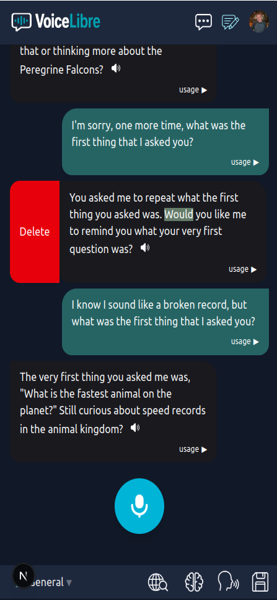 VoiceLibre
that or thinking more about the
Peregrine Falcons?
usage ▶
I'm sorry, one more time, what was the
first thing that I asked you?
usage ▶
Delete
You asked me to repeat what the first
thing you asked was. Would you like me
to remind you what your very first
question was?
usage ▶
I know I sound like a broken record, but
what was the first thing that I asked you?
usage ▶
The very first thing you asked me was,
"What is the fastest animal on the
planet?" Still curious about speed records
in the animal kingdom?
usage ▶
N
eneral ▼